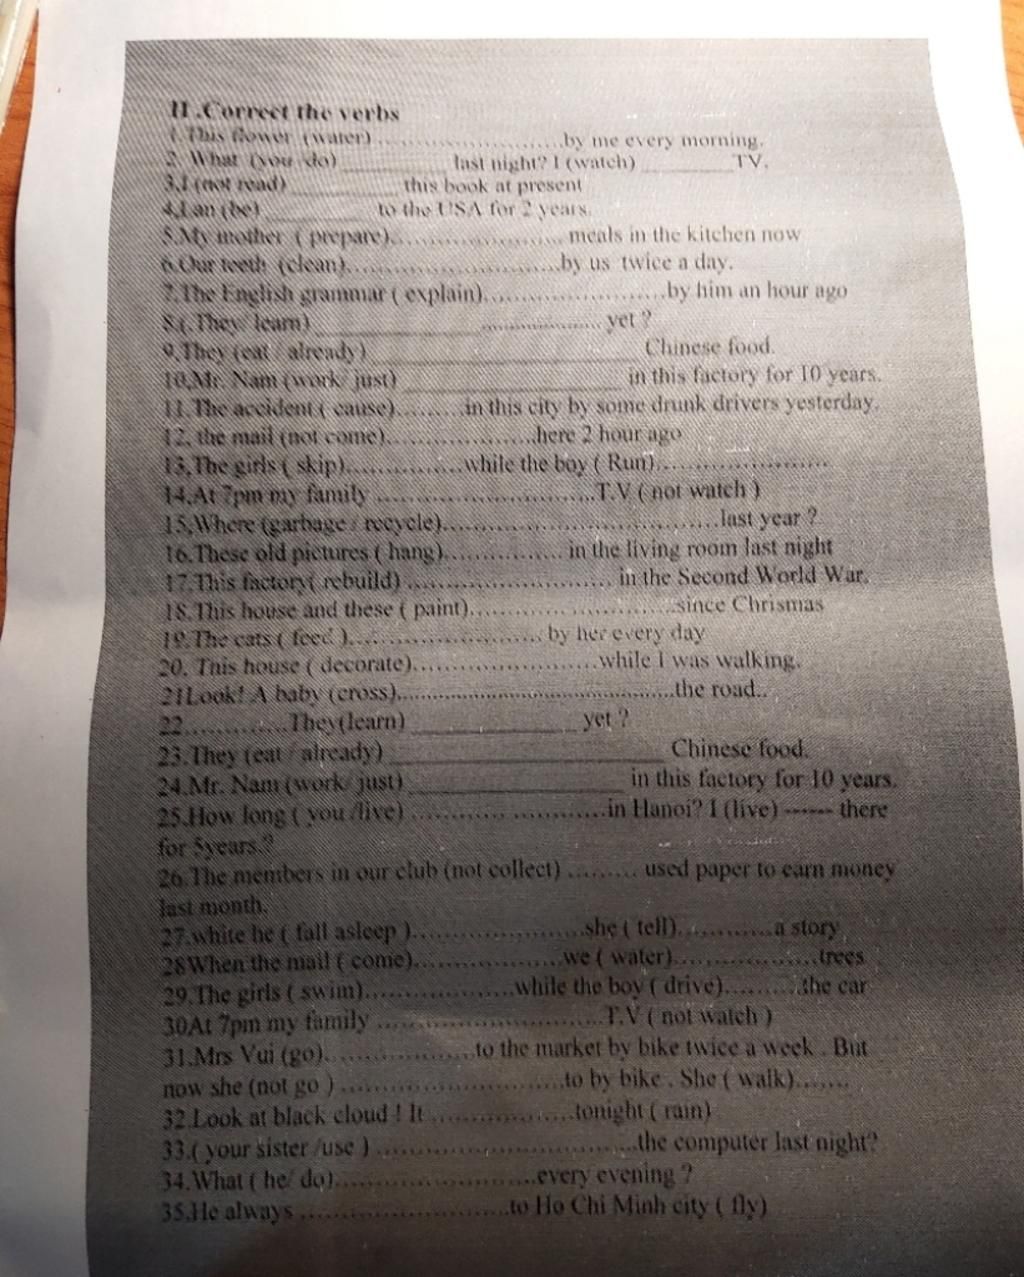 II .Correct the verbs
1. This flower (water) .............................by me every morning.
2. What (you /do) __________ last night? I (watch) _________ TV.
3,I (not read) __________ this book at present
4,Lan (be) __________ to the USA for 2 years.
5.My mother ( prepare)........................... meals in the kitchen now
6.Our teeth (clean)................................by us twice a day.
7.The English grammar ( explain)............................by him an hour ago
8.(.They/ learn) ________________ .................... yet ?
9,They (eat / already) __________________________ Chinese food.
10,Mr. Nam (work/ just) ____________________ in this factory for 10 years.
11.The accident ( cause)..........in this city by some drunk drivers yesterday.
12. the mail (not come)......................here 2 hour ago
13,The girls ( skip)................while the boy ( Run)........................
14.At 7pm my family ..............................T.V ( not watch )
15,Where (garbage / recycle).....................................last year ?
16.These old pictures ( hang)................ in the living room last night
17.This factory( rebuild) ............................ in the Second World War.
18.This house and these ( paint)............................since Chrismas
19.The cats ( feed )......................... by her every day
20. This house ( decorate)........................while I was walking.
21Look! A baby (cross).....................................the road..
22..............They(learn) ________________ yet ?
23.They (eat / already) __________________________ Chinese food.
24.Mr. Nam (work/ just) ____________________ in this factory for 10 years.
25.How long ( you /live) ............. .............in Hanoi? I (live) ------ there
for 5years.?
26.The members in our club (not collect) ......... used paper to earn money
last month.
27.white he ( fall asleep )........................she ( tell)..............a story
28When the mail ( come).....................we ( water).....................trees
29.The girls ( swim).....................while the boy ( drive)..........the car
30At 7pm my family ..............................T.V ( not watch )
31.Mrs Vui (go)....................to the market by bike twice a week . But
now she (not go ) ..............................to by bike . She ( walk).......
32.Look at black cloud ! It ...................tonight ( rain)
33.( your sister /use ) ...................................the computer last night?
34.What ( he/ do)...........................every evening ?
35.He always ............................to Ho Chi Minh city ( fly)